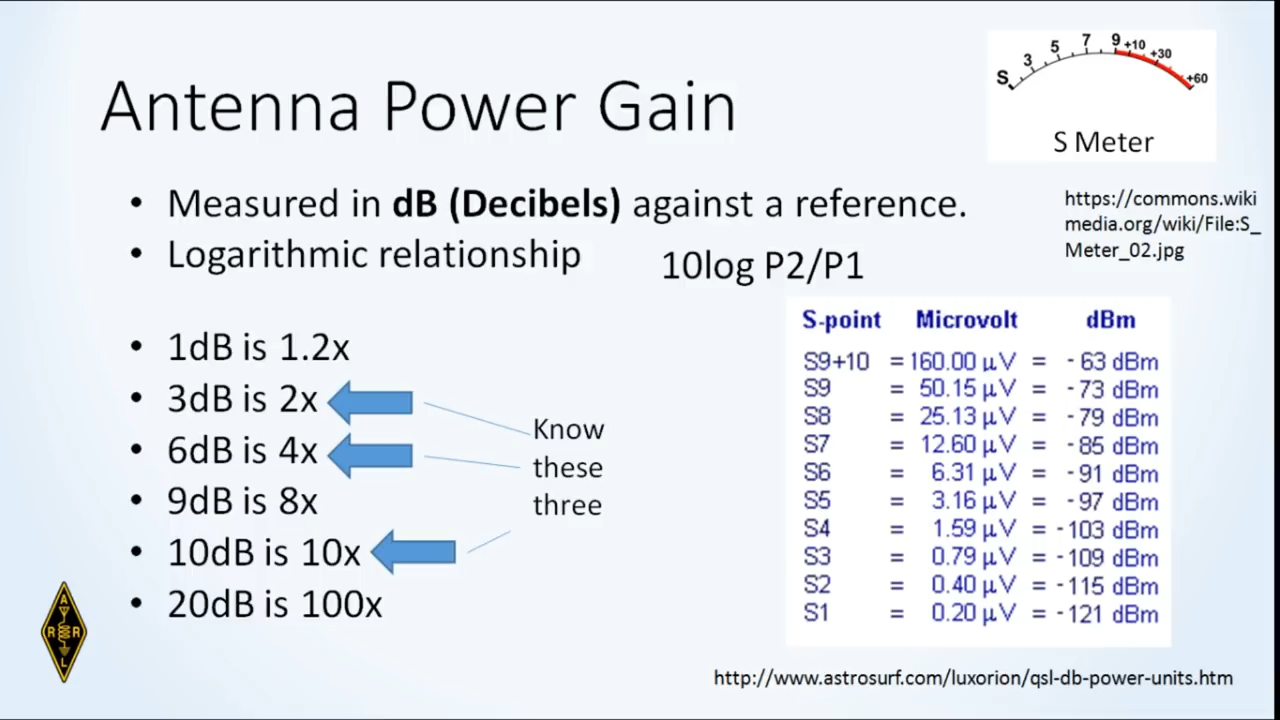 Antenna Power Gain
S 3 5 7 9 +10 +30 +60
S Meter
• Measured in dB (Decibels) against a reference.
• Logarithmic relationship
10log P2/P1
https://commons.wiki
media.org/wiki/File:S_
Meter_02.jpg
• 1dB is 1.2x
• 3dB is 2x
• 6dB is 4x
• 9dB is 8x
• 10dB is 10x
• 20dB is 100x
Know
these
three
S-point Microvolt dBm
S9+10 = 160.00 µV = - 63 dBm
S9 = 50.15 µV = - 73 dBm
S8 = 25.13 µV = - 79 dBm
S7 = 12.60 µV = - 85 dBm
S6 = 6.31 µV = - 91 dBm
S5 = 3.16 µV = - 97 dBm
S4 = 1.59 µV = - 103 dBm
S3 = 0.79 µV = - 109 dBm
S2 = 0.40 µV = - 115 dBm
S1 = 0.20 µV = - 121 dBm
A
R R
L
http://www.astrosurf.com/luxorion/qsl-db-power-units.htm